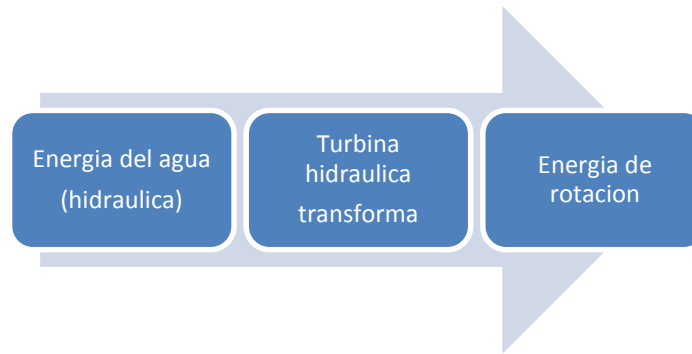 Energia del agua
(hidraulica)
Turbina
hidraulica
transforma
Energia de
rotacion